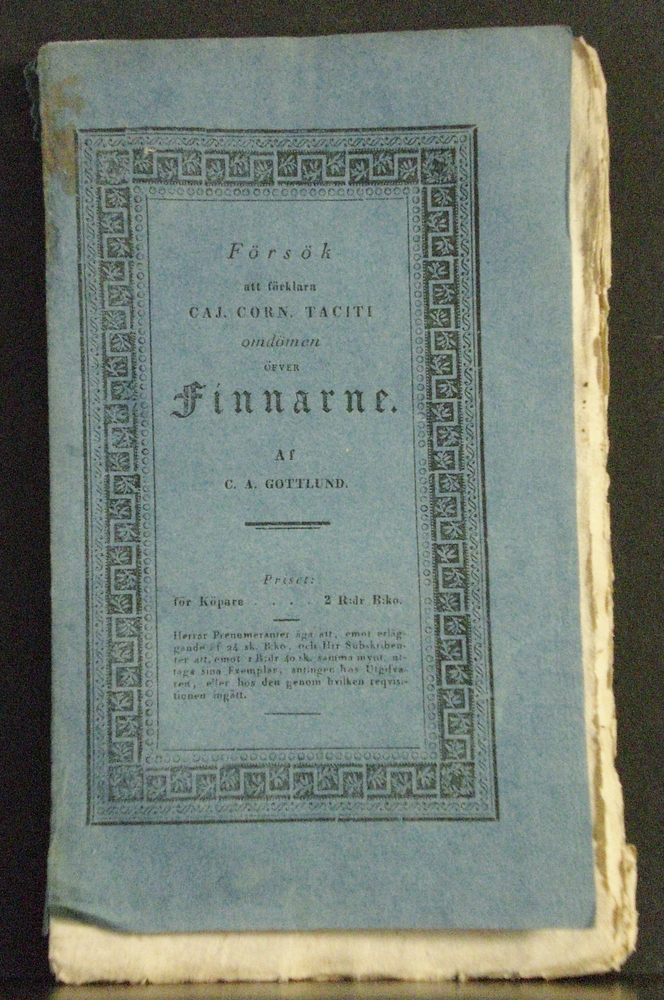 Försök
att förklara
CAJ. CORN. TACITI
omdömen
ÖFVER
Finnarne.
Af
C. A. GOTTLUND.
Priset:
för Köpare . . . . 2 R:dr B:ko.
Herrar Prenumeranter äga att, emot erläg-
gande af 24 sk. B:ko, och Hrr Subskriben-
ter att, emot 1 R:dr 40 sk. samma mynt, ut-
taga sina Exemplar, antingen hos Utgifva-
ren, eller hos den genom hvilken reqvisi-
tionen ingått.